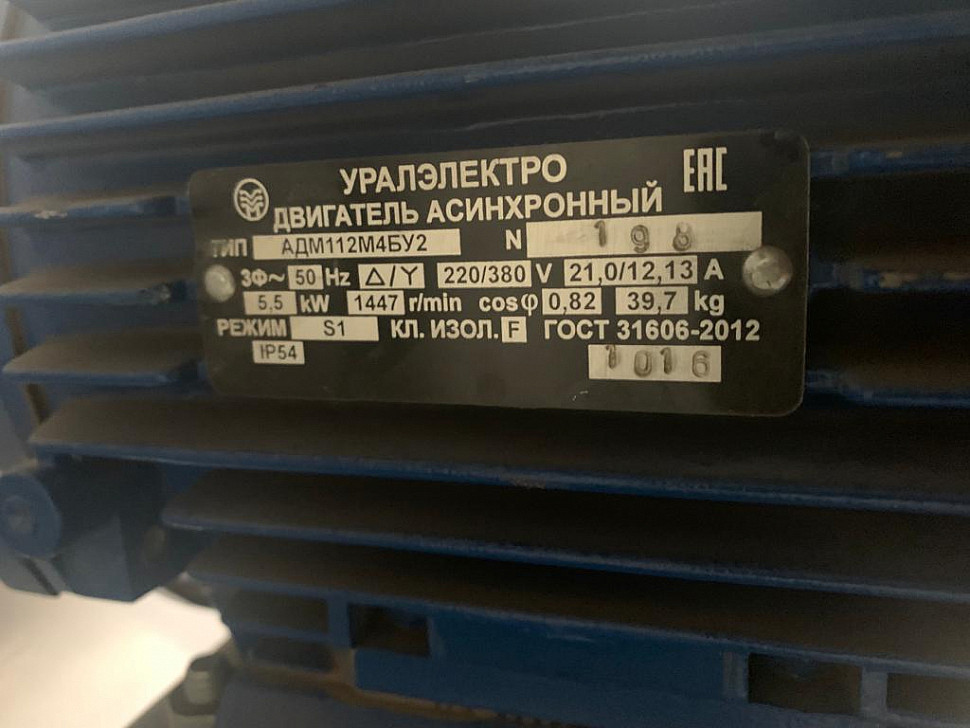 УРАЛЭЛЕКТРО EAC
ДВИГАТЕЛЬ АСИНХРОННЫЙ
ТИП АДМ112М4БУ2 N 198
3Ф~ 50 Hz △/Y 220/380 V 21,0/12,13 A
5,5 kW 1447 r/min cosφ 0,82 39,7 kg
РЕЖИМ S1 КЛ. ИЗОЛ. F ГОСТ 31606-2012
IP54 1016